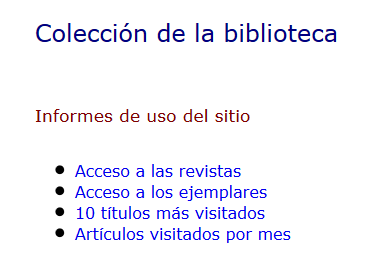 Colección de la biblioteca
Informes de uso del sitio
Acceso a las revistas
Acceso a los ejemplares
10 títulos más visitados
Artículos visitados por mes